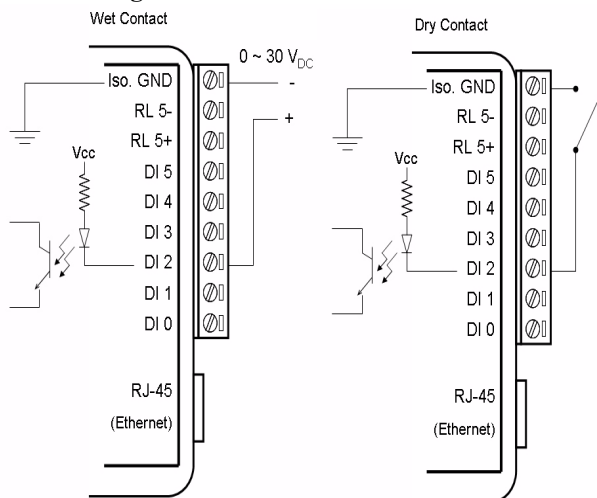 Wet Contact
0 ~ 30 VDC
Iso. GND
-
RL 5-
+
RL 5+
Vcc
DI 5
DI 4
DI 3
DI 2
DI 1
DI 0
RJ-45
(Ethernet)
Dry Contact
Iso. GND
RL 5-
RL 5+
Vcc
DI 5
DI 4
DI 3
DI 2
DI 1
DI 0
RJ-45
(Ethernet)